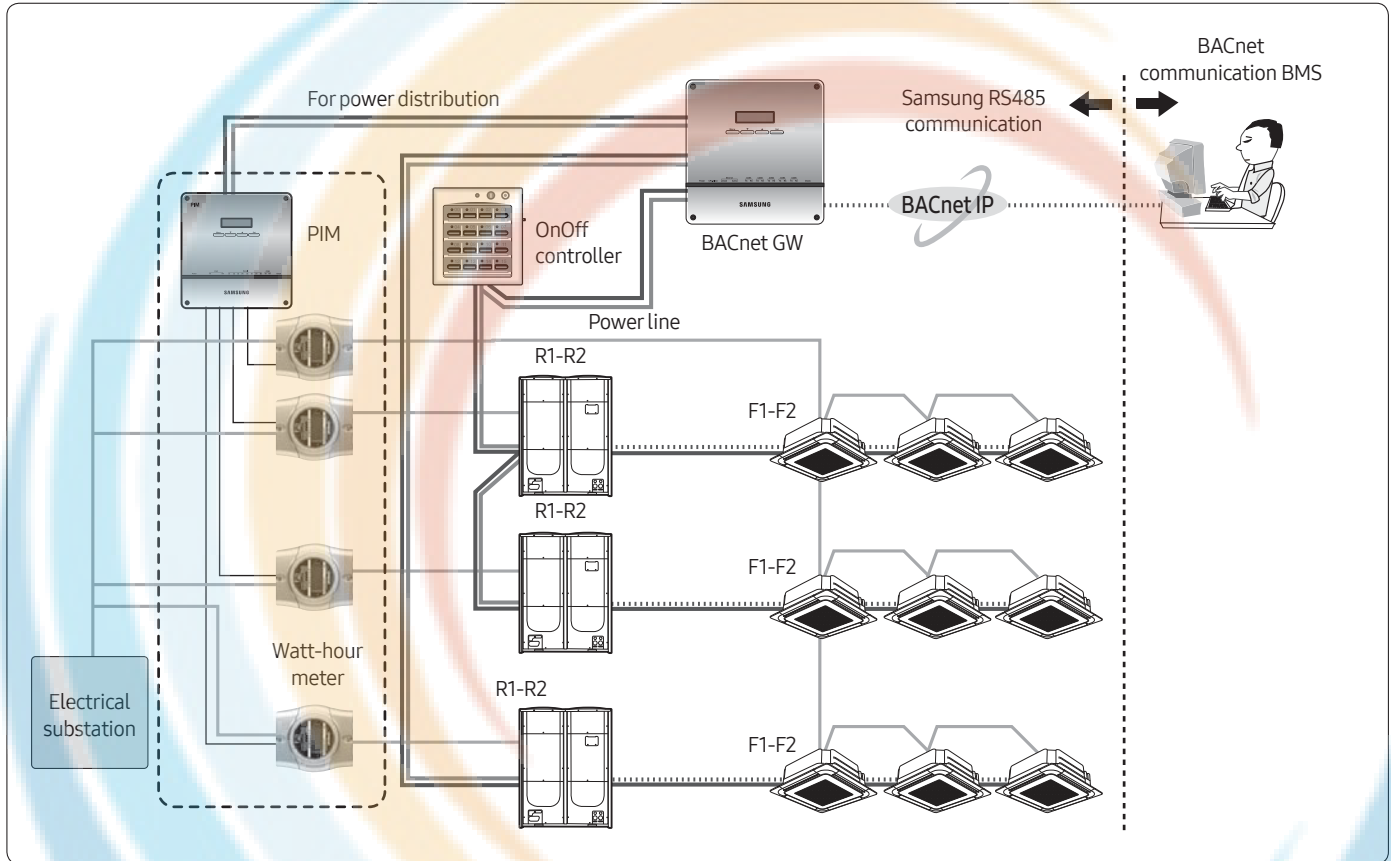 BACnet
communication BMS
For power distribution
Samsung RS485
communication
PIM
PIM
SAMSUNG
OnOff
controller
SAMSUNG
BACnet GW
BACnet IP
Power line
R1-R2
F1-F2
R1-R2
F1-F2
Watt-hour
meter
Electrical
substation
R1-R2
F1-F2